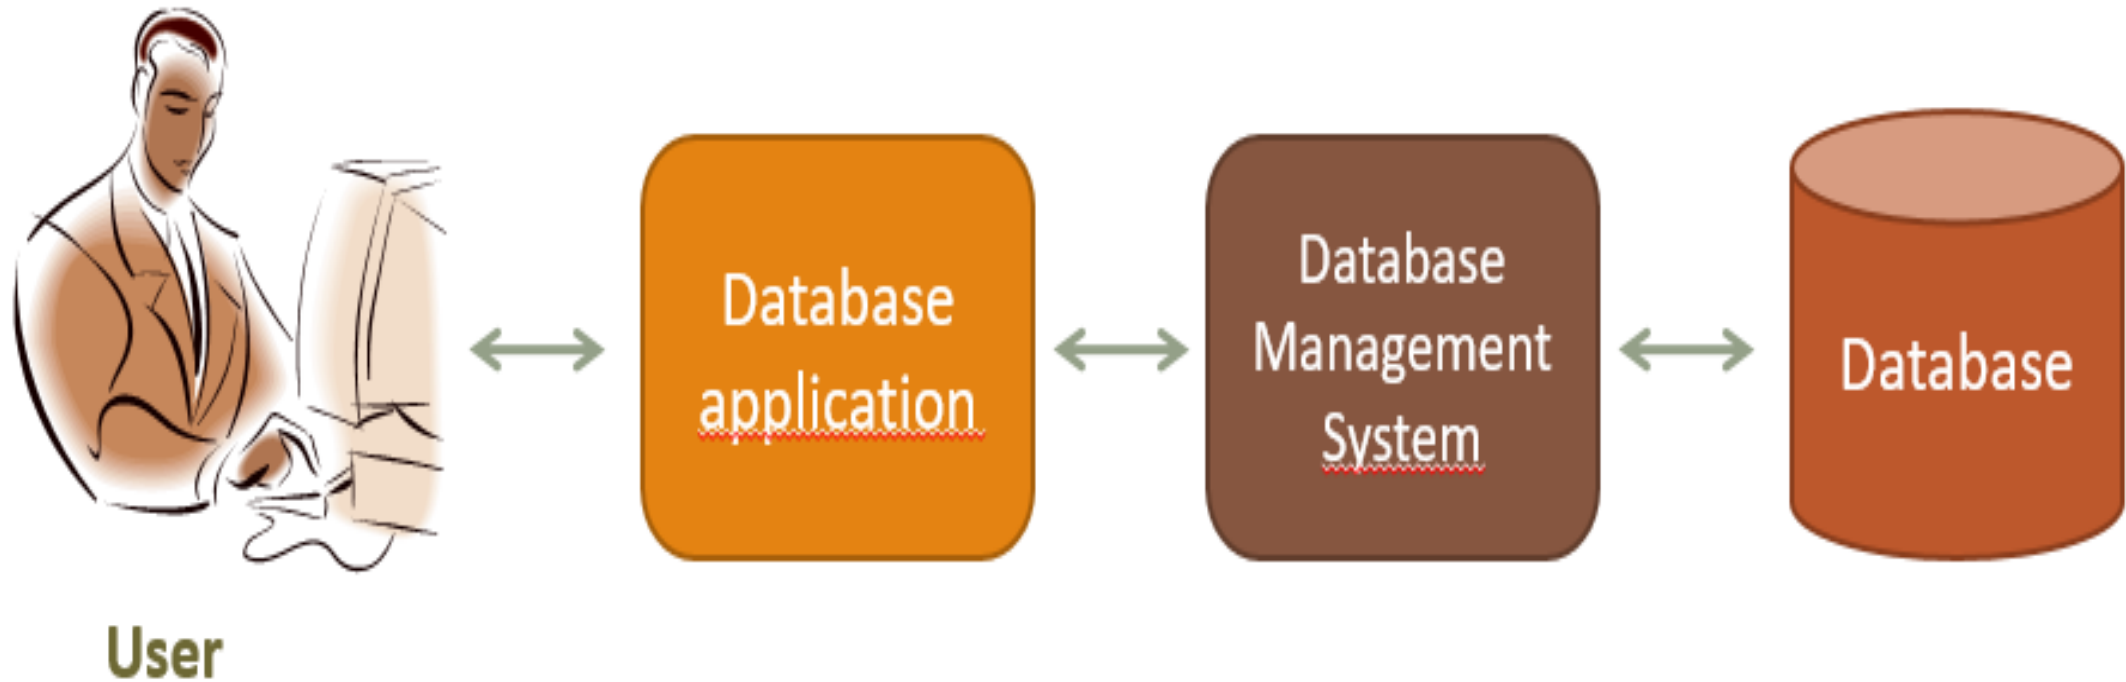 Database
application
Database
Management
System
Database
User